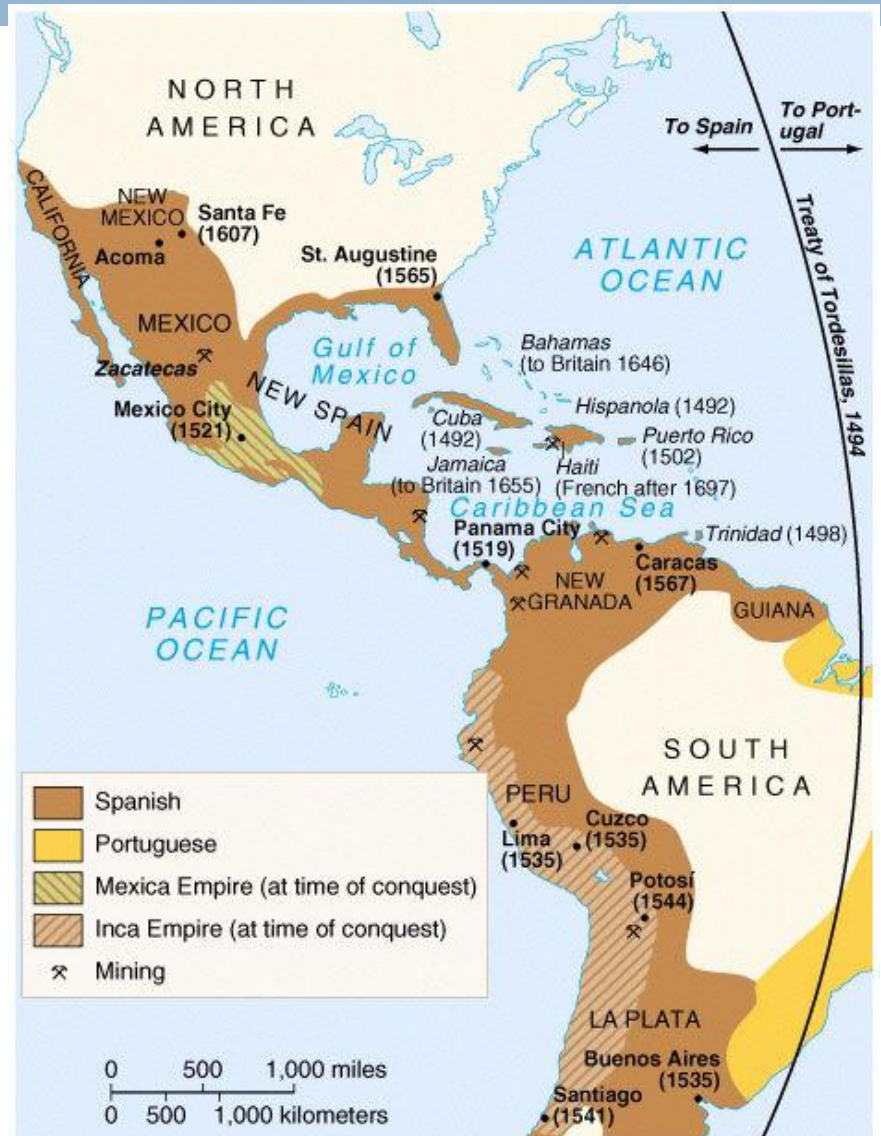 NORTH
AMERICA
To Spain
To Port-
ugal
Treaty of Tordesillas, 1494
CALIFORNIA
NEW
MEXICO
Santa Fe
(1607)
Acoma
St. Augustine
(1565)
ATLANTIC
OCEAN
MEXICO
Zacatecas
Gulf of
Mexico
Bahamas
(to Britain 1646)
NEW SPAIN
Mexico City
(1521)
Cuba
(1492)
Hispanola (1492)
Puerto Rico
(1502)
Jamaica
(to Britain 1655)
Haiti
(French after 1697)
Caribbean Sea
Panama City
(1519)
Trinidad (1498)
Caracas
(1567)
NEW
GRANADA
GUIANA
PACIFIC
OCEAN
SOUTH
AMERICA
PERU
Lima
(1535)
Cuzco
(1535)
Potosí
(1544)
LA PLATA
Buenos Aires
(1535)
Santiago
(1541)
Spanish
Portuguese
Mexica Empire (at time of conquest)
Inca Empire (at time of conquest)
Mining
0 500 1,000 miles
0 500 1,000 kilometers